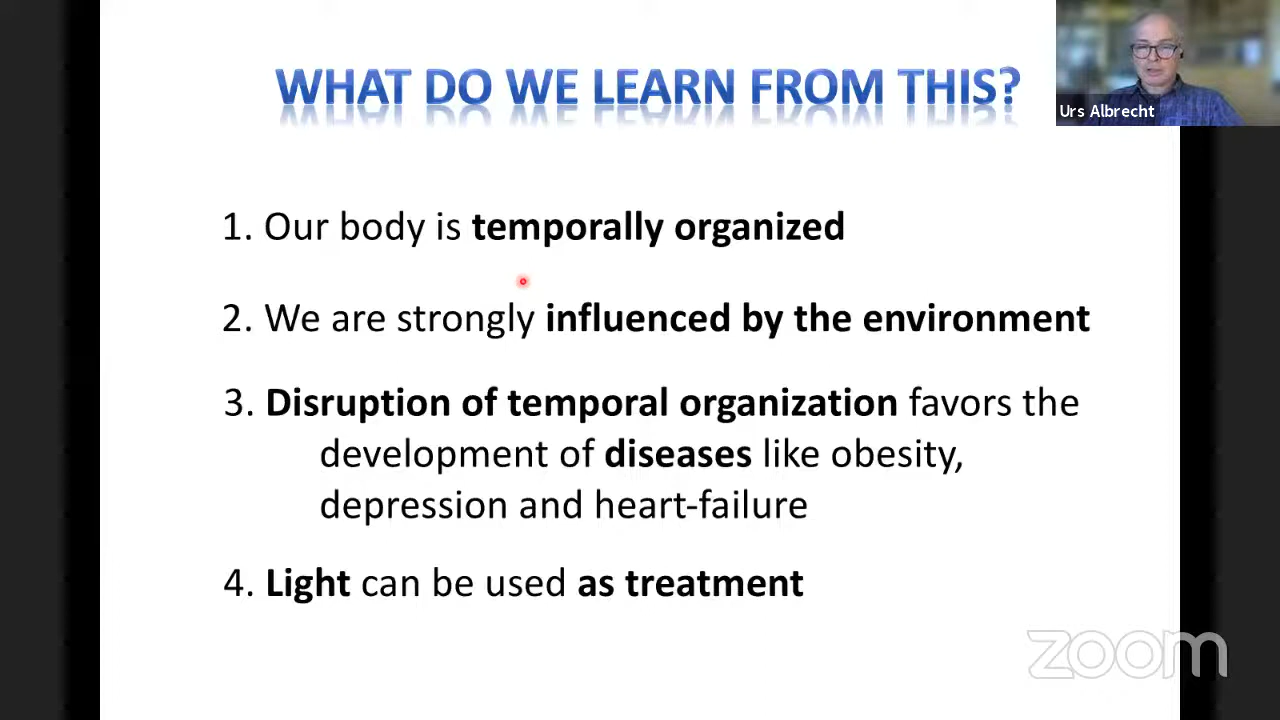 WHAT DO WE LEARN FROM THIS?
Urs Albrecht
1. Our body is temporally organized
2. We are strongly influenced by the environment
3. Disruption of temporal organization favors the
development of diseases like obesity,
depression and heart-failure
4. Light can be used as treatment
zoom